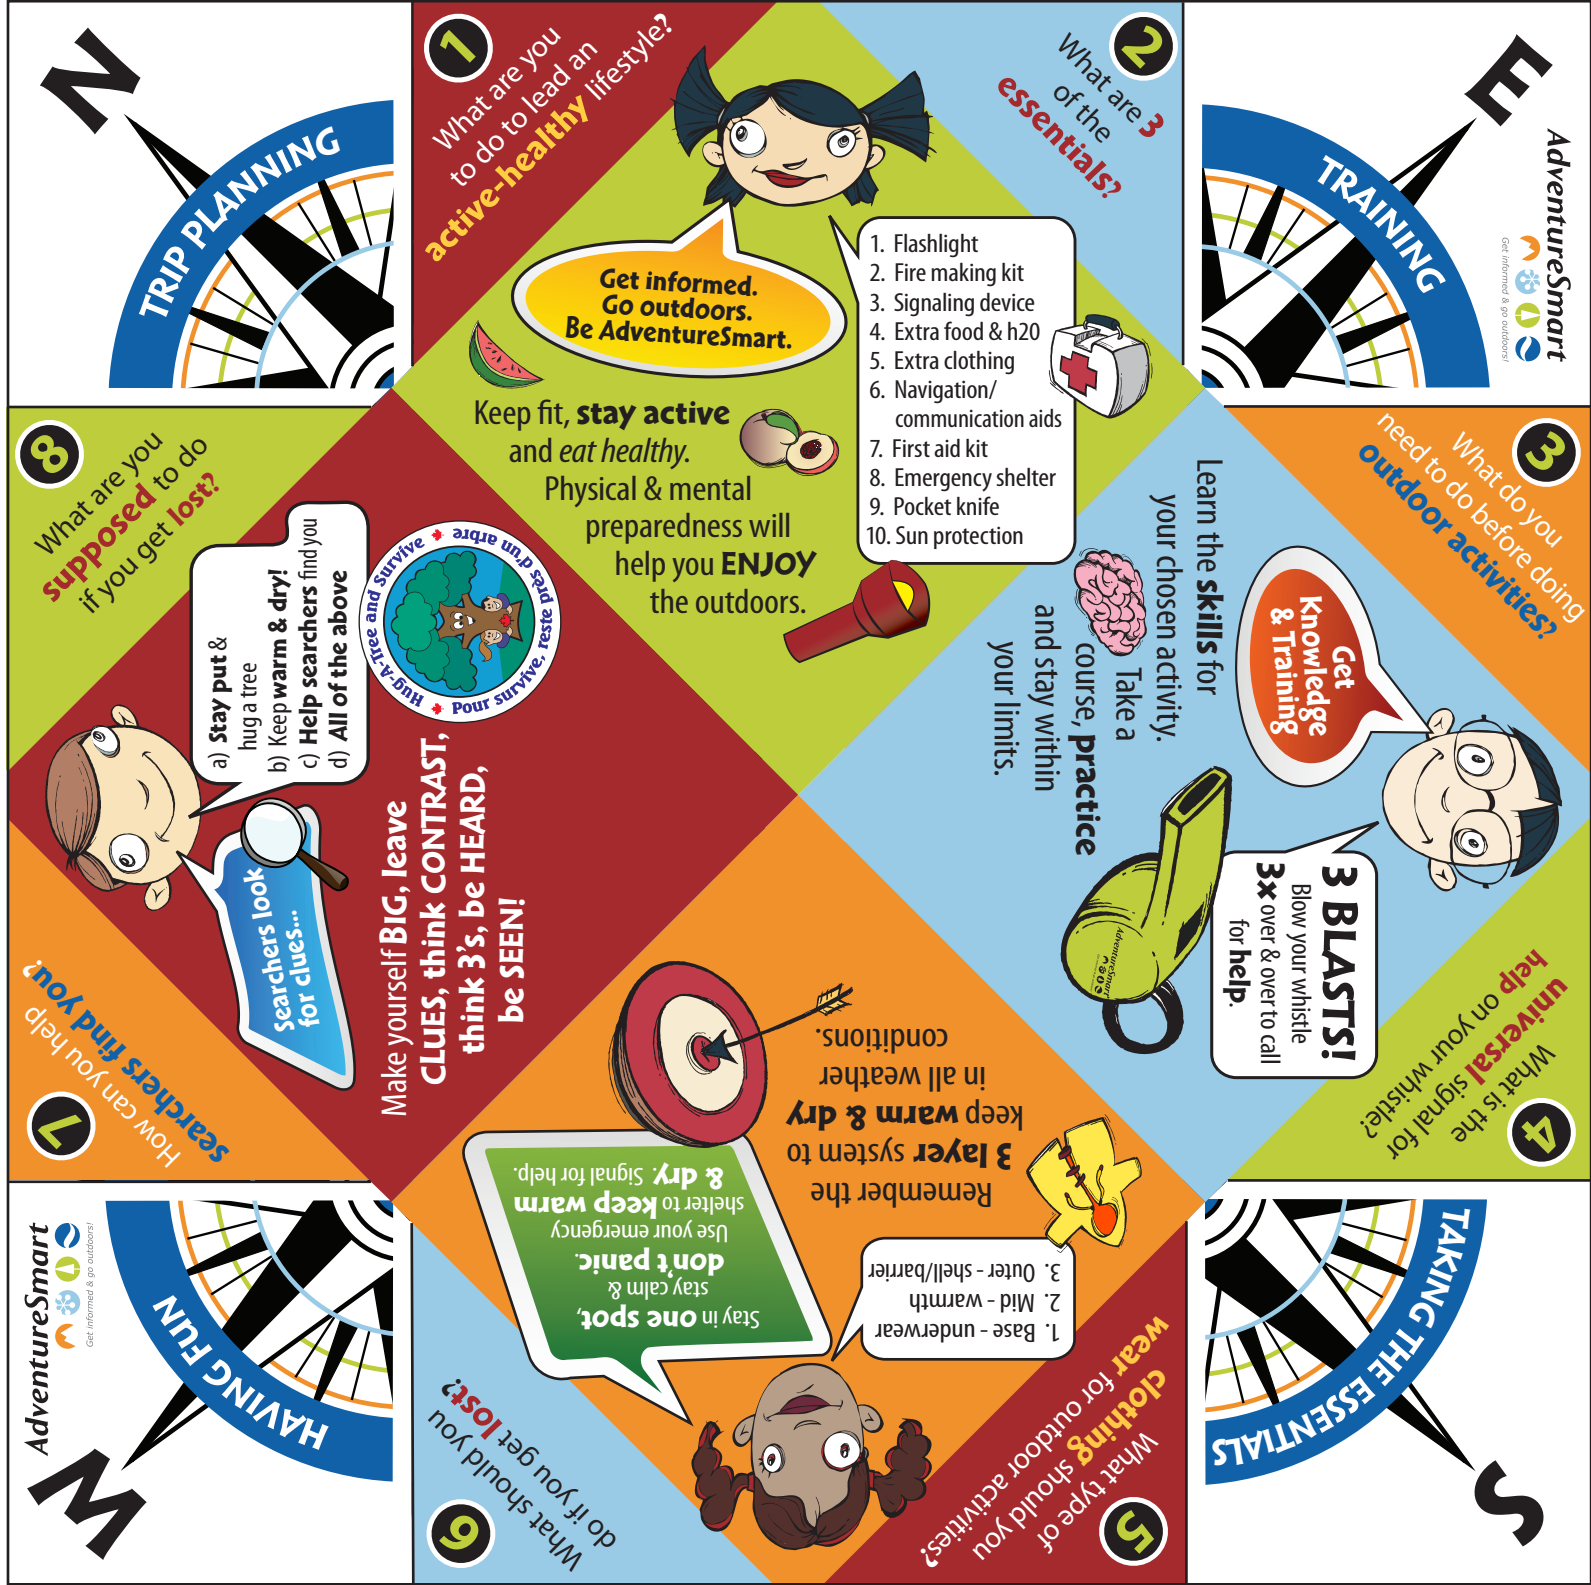 N
TRIP PLANNING
1
What are you
to do to lead an
active-healthy lifestyle?
2
What are 3
of the
essentials?
E
TRAINING
AdventureSmart
Get informed & go outdoors!
Get informed.
Go outdoors.
Be AdventureSmart.
1. Flashlight
2. Fire making kit
3. Signaling device
4. Extra food & h20
5. Extra clothing
6. Navigation/
communication aids
7. First aid kit
8. Emergency shelter
9. Pocket knife
10. Sun protection
Keep fit, stay active
and eat healthy.
Physical & mental
preparedness will
help you ENJOY
the outdoors.
3
What do you
need to do before doing
outdoor activities?
Get
Knowledge
& Training
Learn the skills for
your chosen activity.
Take a
course, practice
and stay within
your limits.
3 BLASTS!
Blow your whistle
3x over & over to call
for help.
AdventureSmart
4
What is the
universal signal for
help on your whistle?
S
TAKING THE ESSENTIALS
5
What type of
clothing should you
wear for outdoor activities?
1. Base - underwear
2. Mid - warmth
3. Outer - shell/barrier
Remember the
3 layer system to
keep warm & dry
in all weather
conditions.
6
What should you
do if you get lost?
Stay in one spot,
stay calm &
don't panic.
Use your emergency
shelter to keep warm
& dry. Signal for help.
W
HAVING FUN
AdventureSmart
Get informed & go outdoors!
7
How can you help
searchers find you?
Searchers look
for clues...
Make yourself BIG, leave
CLUES, think CONTRAST,
think 3's, be HEARD,
be SEEN!
8
What are you
supposed to do
if you get lost?
a) Stay put &
hug a tree
b) Keep warm & dry!
c) Help searchers find you
d) All of the above
Hug-A-Tree and Survive
Pour survive, reste près d'un arbre